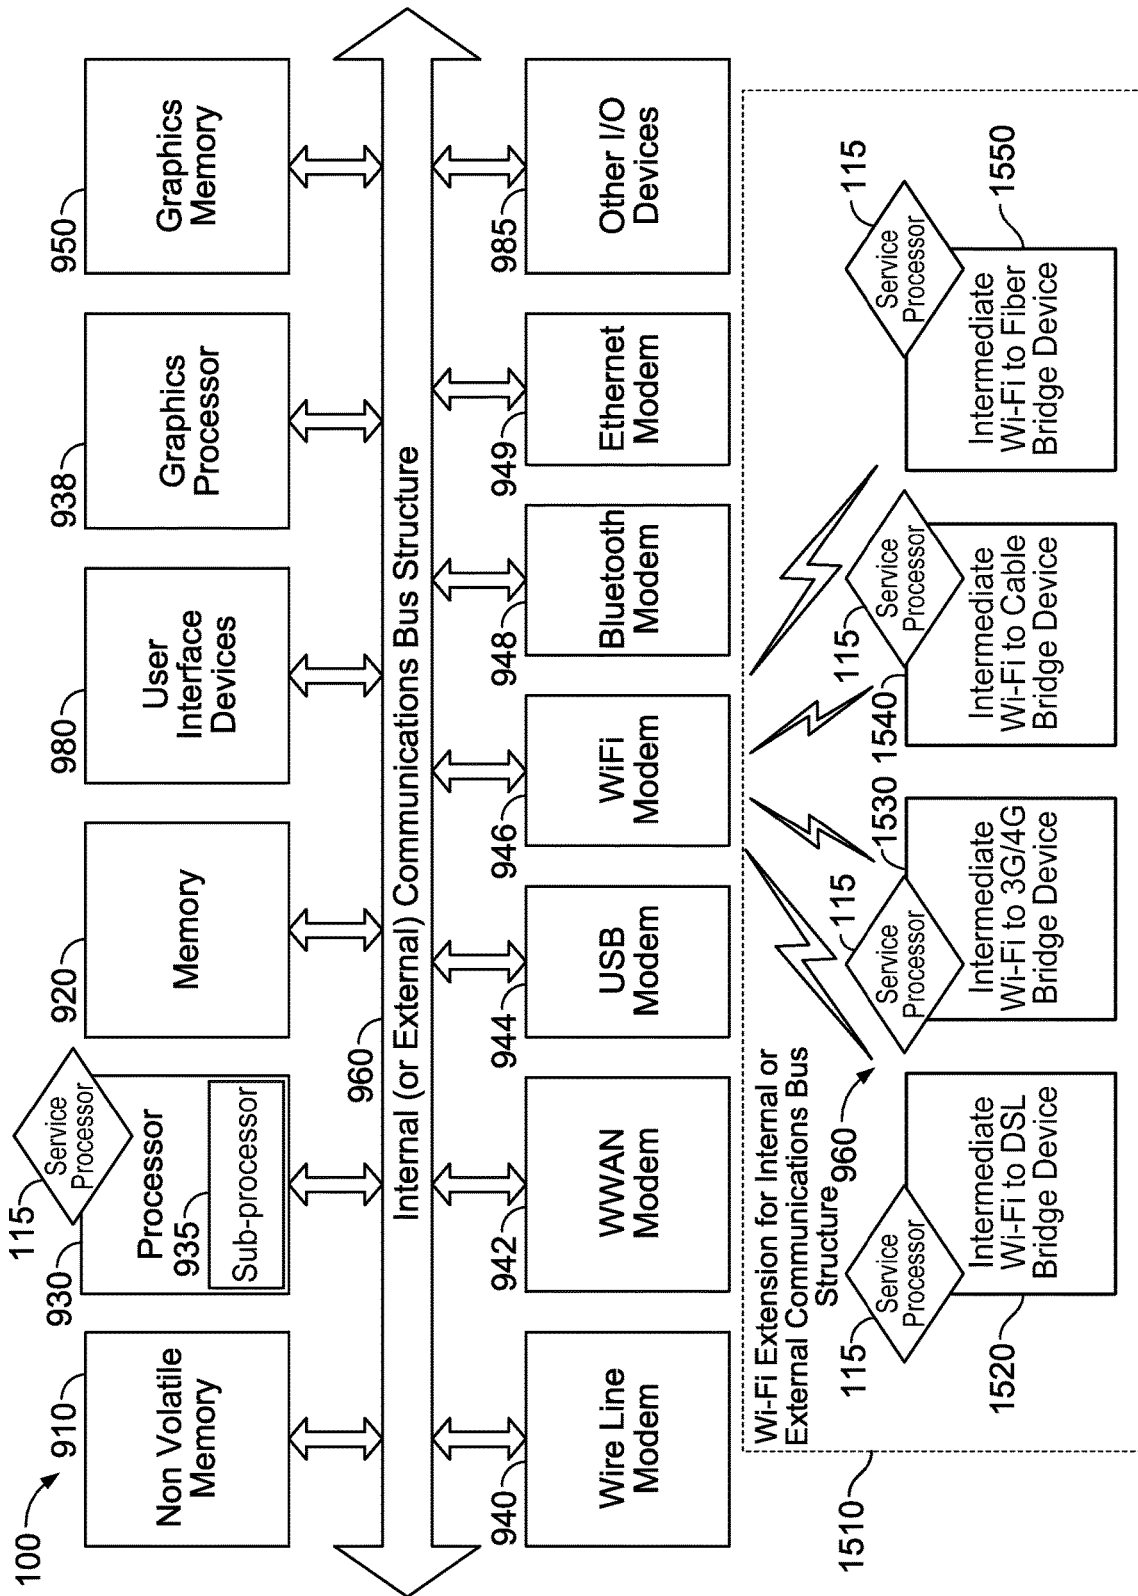 100
910
Non Volatile
Memory
930
115
Service
Processor
Processor
935
Sub-processor
920
Memory
980
User
Interface
Devices
938
Graphics
Processor
950
Graphics
Memory
960
Internal (or External) Communications Bus Structure
940
Wire Line
Modem
942
WWAN
Modem
944
USB
Modem
946
WiFi
Modem
948
Bluetooth
Modem
949
Ethernet
Modem
985
Other I/O
Devices
1510
Wi-Fi Extension for Internal or
External Communications Bus
Structure
960
115
Service
Processor
1520
Intermediate
Wi-Fi to DSL
Bridge Device
115
Service
Processor
1530
Intermediate
Wi-Fi to 3G/4G
Bridge Device
115
Service
Processor
1540
Intermediate
Wi-Fi to Cable
Bridge Device
115
Service
Processor
1550
Intermediate
Wi-Fi to Fiber
Bridge Device